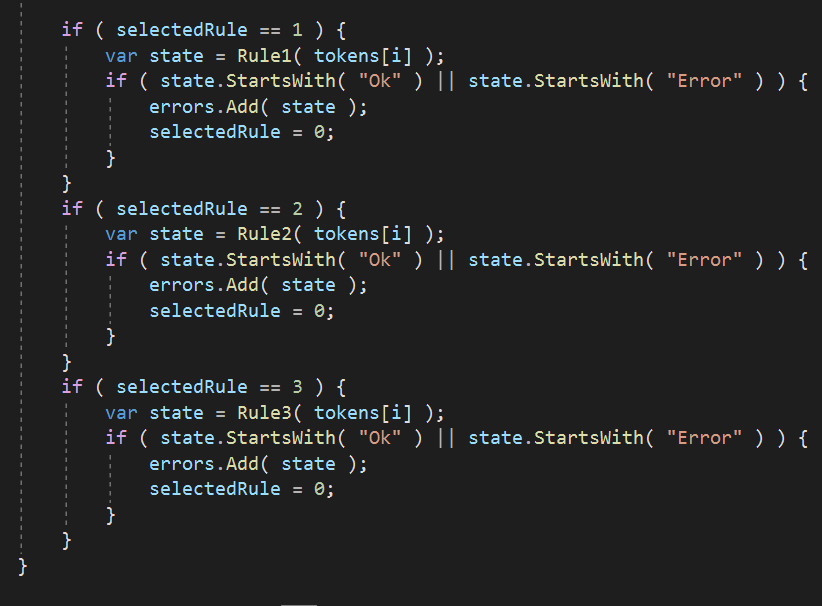 if ( selectedRule == 1 ) {
var state = Rule1( tokens[i] );
if ( state.StartsWith( "Ok" ) || state.StartsWith( "Error" ) ) {
errors.Add( state );
selectedRule = 0;
}
}
if ( selectedRule == 2 ) {
var state = Rule2( tokens[i] );
if ( state.StartsWith( "Ok" ) || state.StartsWith( "Error" ) ) {
errors.Add( state );
selectedRule = 0;
}
}
if ( selectedRule == 3 ) {
var state = Rule3( tokens[i] );
if ( state.StartsWith( "Ok" ) || state.StartsWith( "Error" ) ) {
errors.Add( state );
selectedRule = 0;
}
}
}